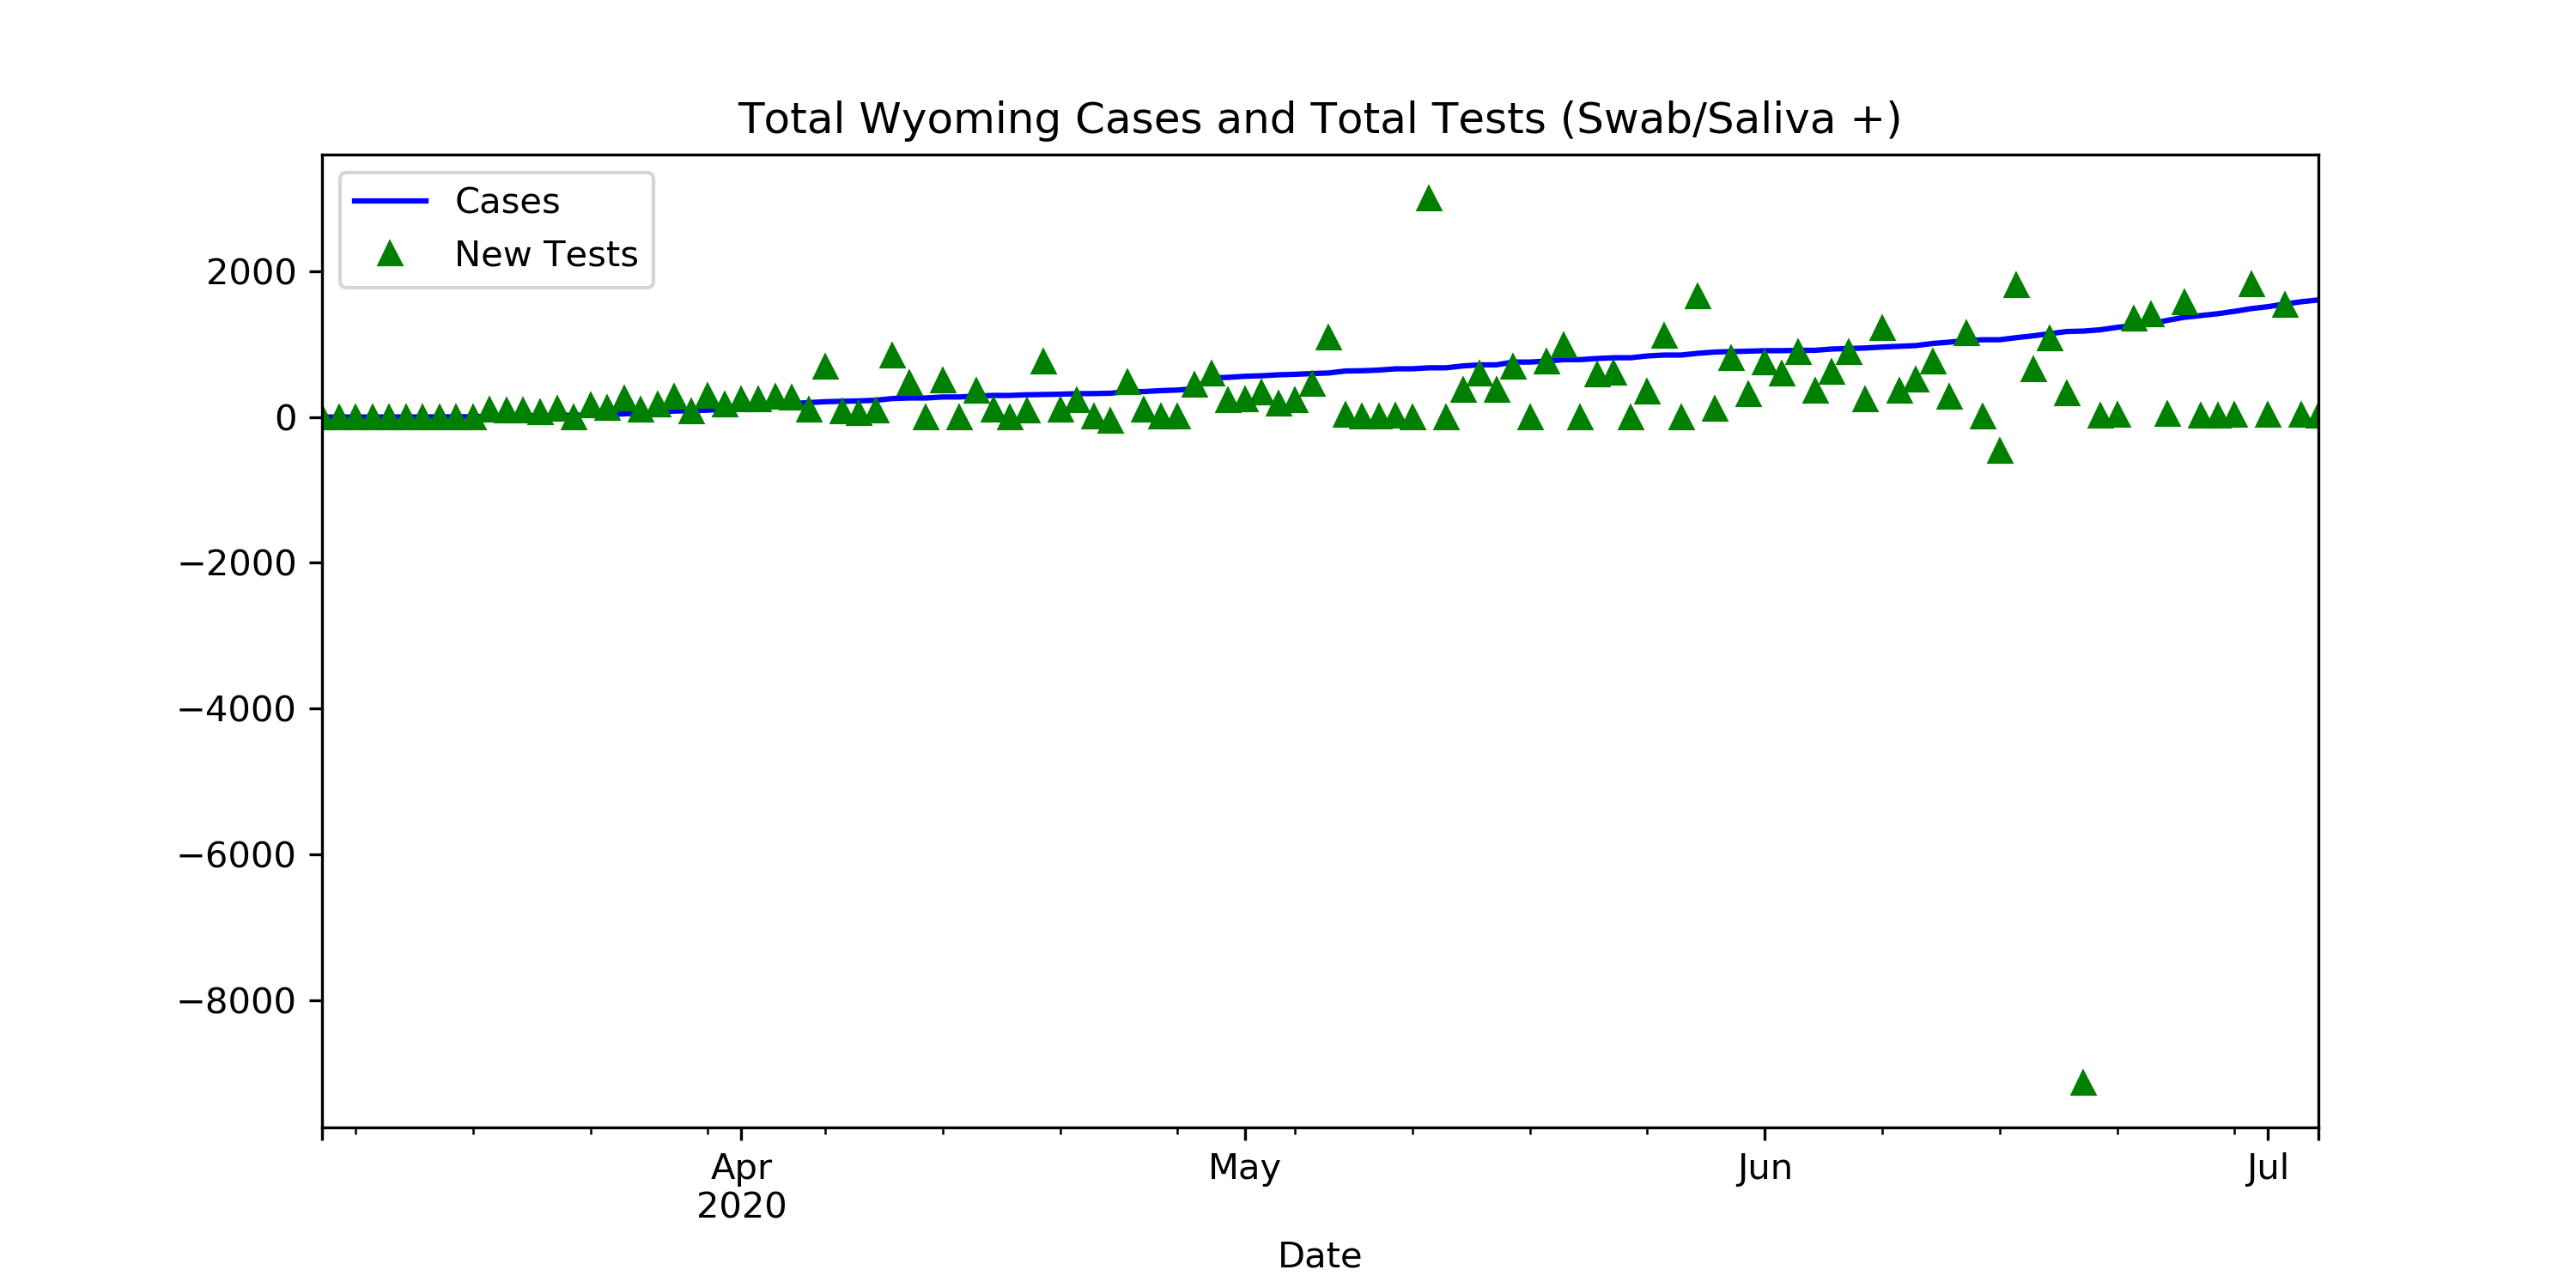 Total Wyoming Cases and Total Tests (Swab/Saliva +)
Cases
New Tests
2000
0
−2000
−4000
−6000
−8000
Apr
2020
May
Jun
Jul
Date